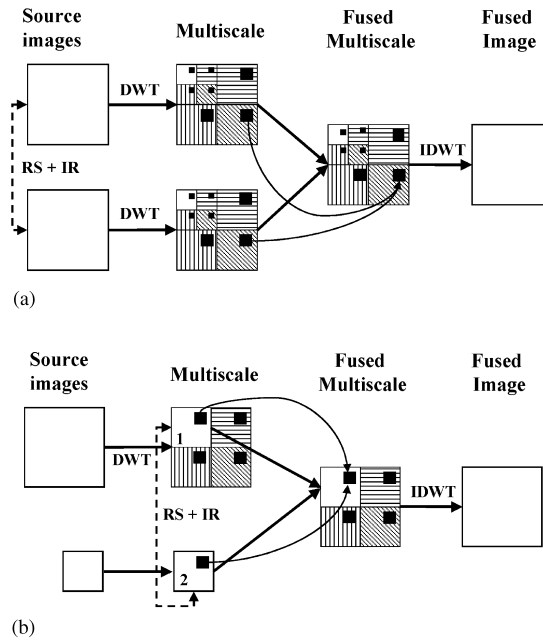 Source
images
Multiscale
Fused
Multiscale
Fused
Image
DWT
IDWT
RS + IR
DWT
(a)
Source
images
Multiscale
Fused
Multiscale
Fused
Image
1
DWT
IDWT
RS + IR
2
(b)